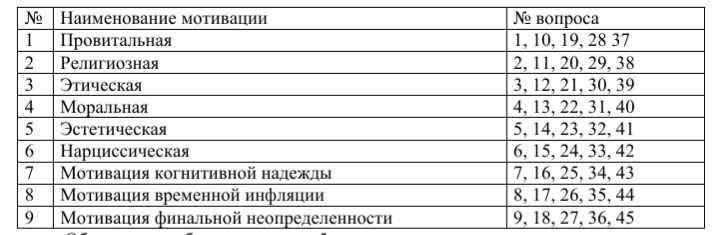 № Наименование мотивации № вопроса
1 Провитальная 1, 10, 19, 28 37
2 Религиозная 2, 11, 20, 29, 38
3 Этическая 3, 12, 21, 30, 39
4 Моральная 4, 13, 22, 31, 40
5 Эстетическая 5, 14, 23, 32, 41
6 Нарциссическая 6, 15, 24, 33, 42
7 Мотивация когнитивной надежды 7, 16, 25, 34, 43
8 Мотивация временной инфляции 8, 17, 26, 35, 44
9 Мотивация финальной неопределенности 9, 18, 27, 36, 45